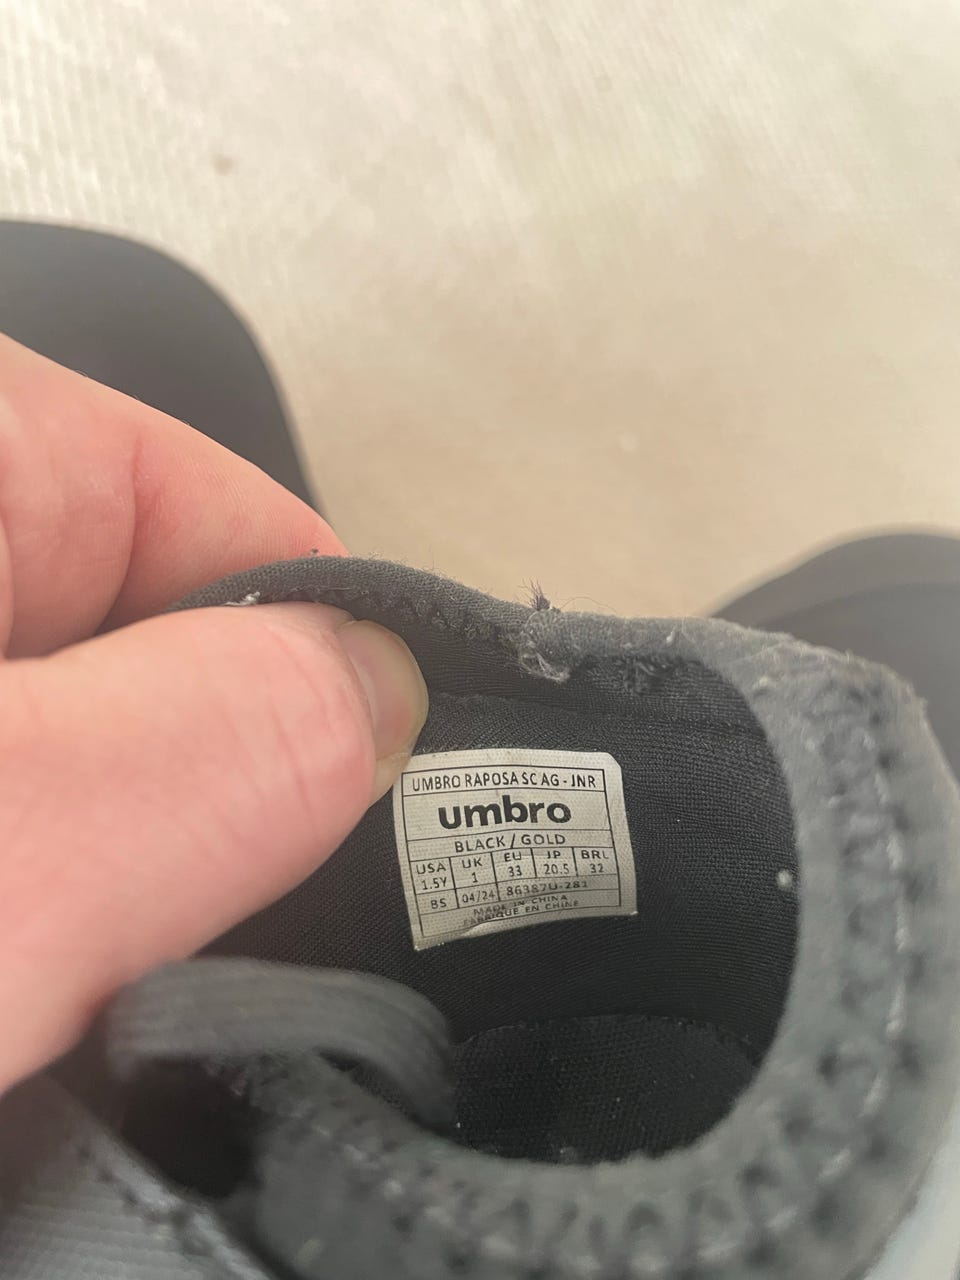 UMBRO RAPOSA SC AG - JNR
umbro
BLACK / GOLD
USA UK EU JP BRL
1.5Y 1 33 20.5 32
BS 04/24 86387U-281
MADE IN CHINA
FABRIQUE EN CHINE